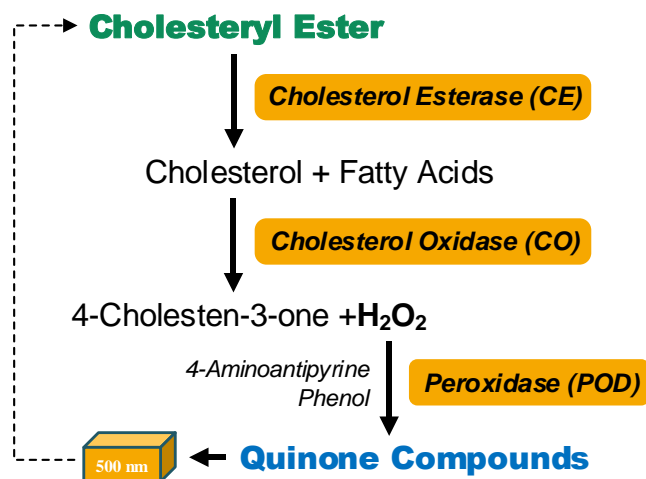 Cholesteryl Ester
Cholesterol Esterase (CE)
Cholesterol + Fatty Acids
Cholesterol Oxidase (CO)
4-Cholesten-3-one +H₂O₂
4-Aminoantipyrine
Phenol
Peroxidase (POD)
500 nm
Quinone Compounds